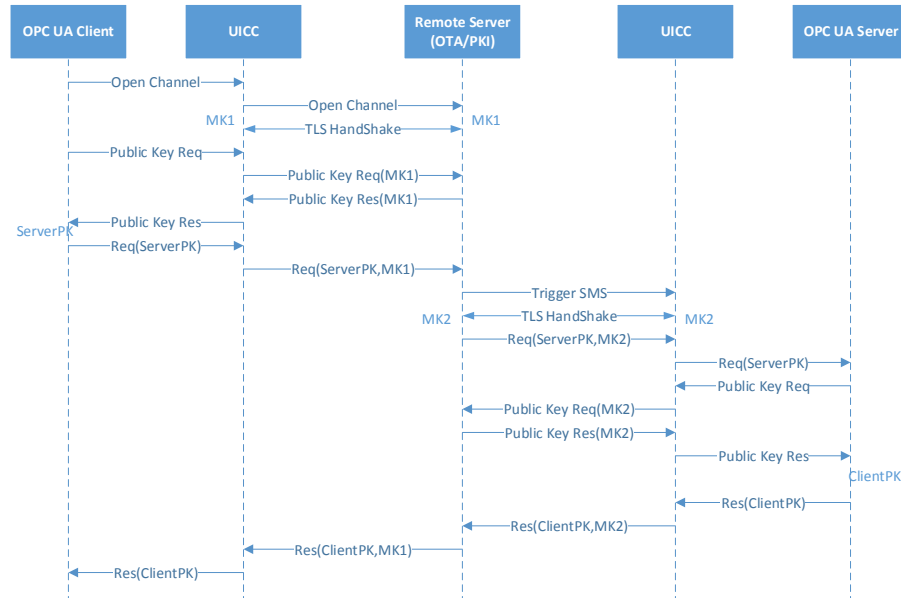 OPC UA Client
UICC
Remote Server
(OTA/PKI)
UICC
OPC UA Server
Open Channel
Open Channel
MK1
TLS HandShake
MK1
Public Key Req
Public Key Req(MK1)
Public Key Res(MK1)
Public Key Res
ServerPK
Req(ServerPK)
Req(ServerPK,MK1)
Trigger SMS
MK2
TLS HandShake
MK2
Req(ServerPK,MK2)
Req(ServerPK)
Public Key Req
Public Key Req(MK2)
Public Key Res(MK2)
Public Key Res
ClientPK
Res(ClientPK)
Res(ClientPK,MK2)
Res(ClientPK,MK1)
Res(ClientPK)